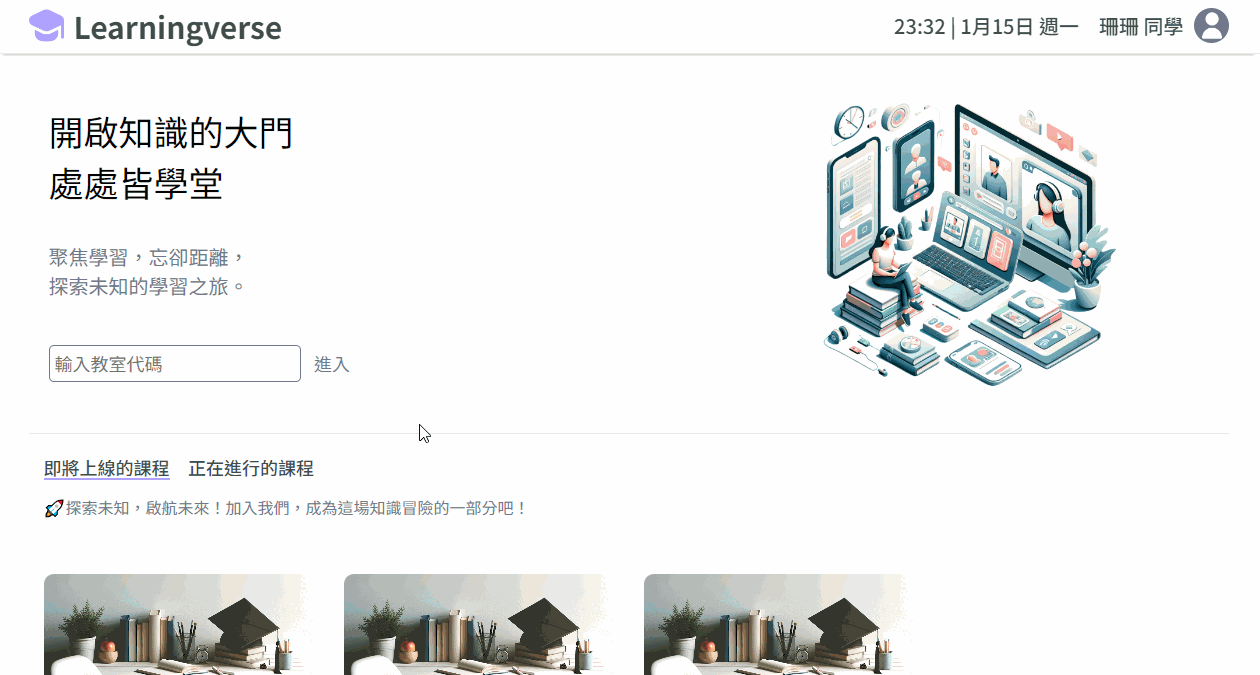 Learningverse
23:32 | 1月15日 週一 珊珊 同學
開啟知識的大門
處處皆學堂
聚焦學習，忘卻距離，
探索未知的學習之旅。
輸入教室代碼 進入
即將上線的課程 正在進行的課程
🚀探索未知，啟航未來！加入我們，成為這場知識冒險的一部分吧！